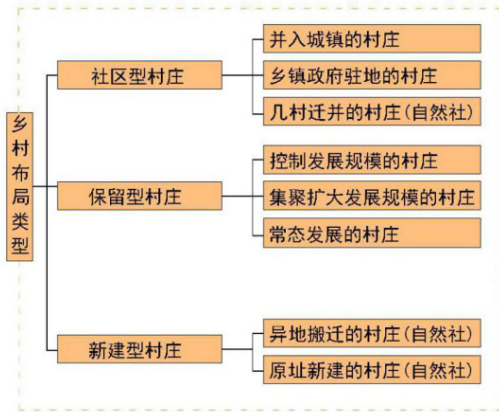 乡村布局类型
社区型村庄
并入城镇的村庄
乡镇政府驻地的村庄
几村迁并的村庄(自然社)
保留型村庄
控制发展规模的村庄
集聚扩大发展规模的村庄
常态发展的村庄
新建型村庄
异地搬迁的村庄(自然社)
原址新建的村庄(自然社)